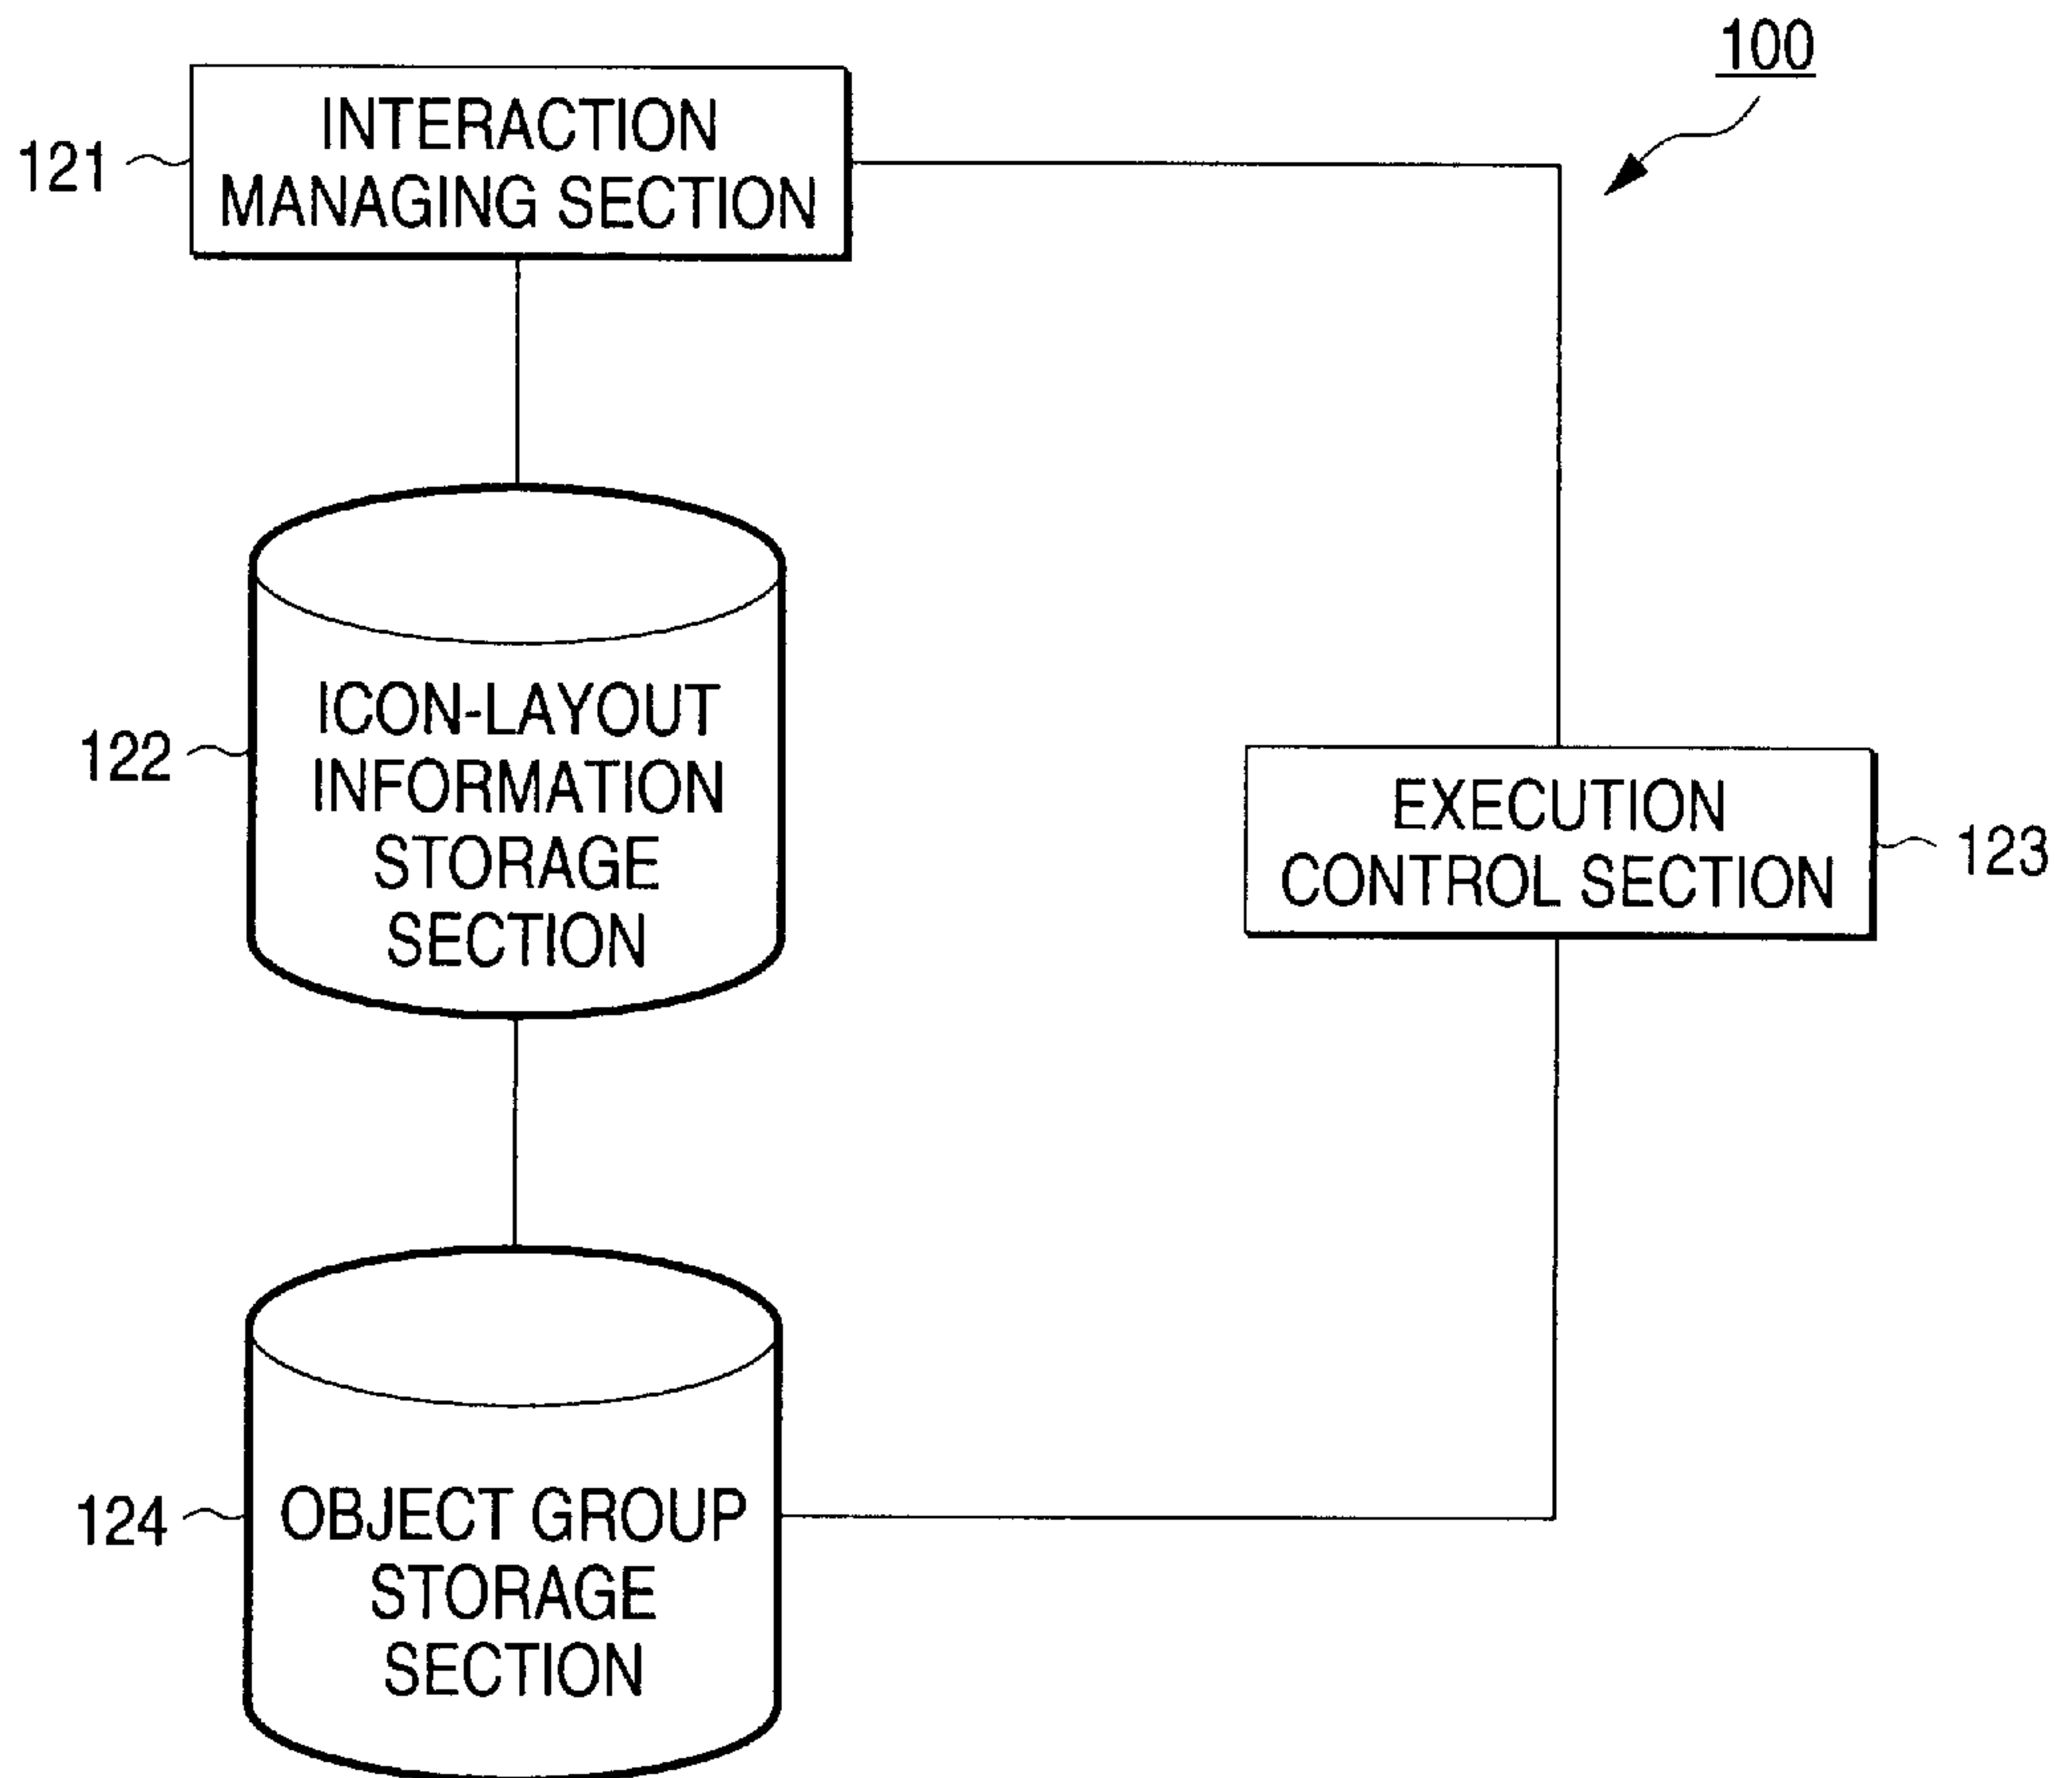 100
INTERACTION
MANAGING SECTION
121
ICON-LAYOUT
INFORMATION
STORAGE
SECTION
122
EXECUTION
CONTROL SECTION
123
OBJECT GROUP
STORAGE
SECTION
124